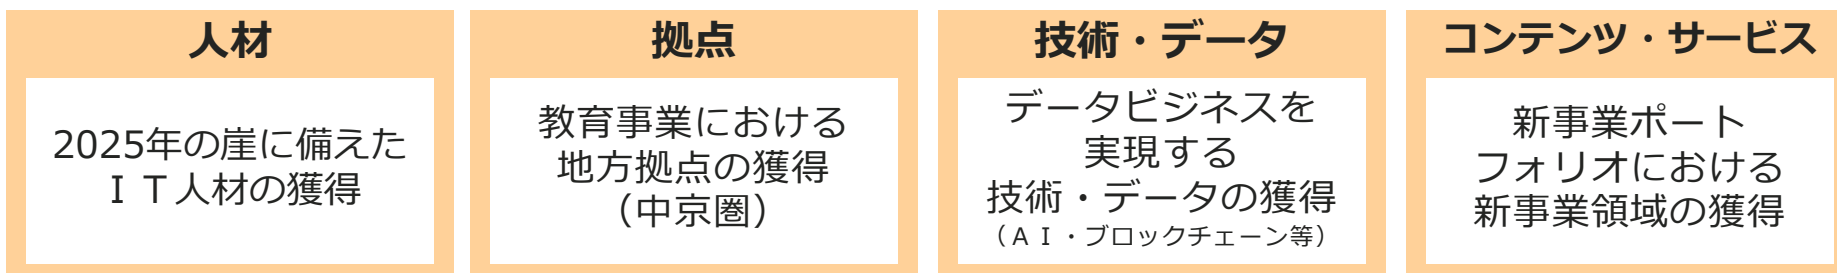 人材
2025年の崖に備えた
ＩＴ人材の獲得
拠点
教育事業における
地方拠点の獲得
（中京圏）
技術・データ
データビジネスを
実現する
技術・データの獲得
（ＡＩ・ブロックチェーン等）
コンテンツ・サービス
新事業ポート
フォリオにおける
新事業領域の獲得